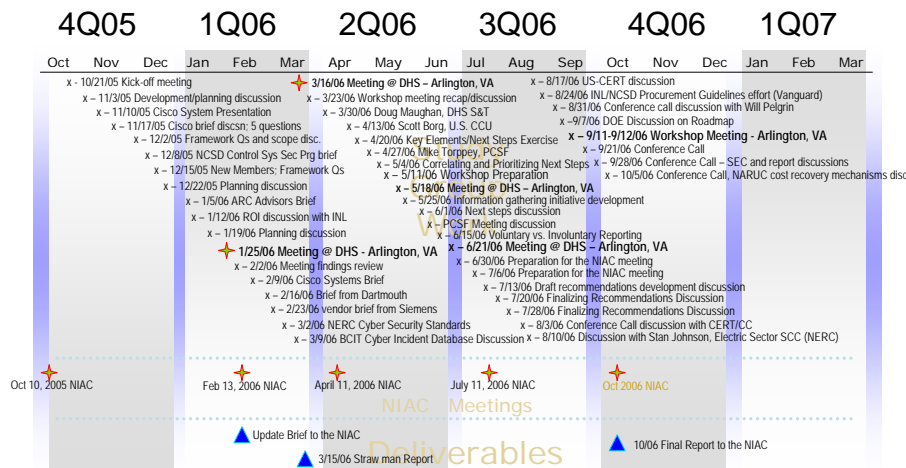 4Q05 1Q06 2Q06 3Q06 4Q06 1Q07
Oct Nov Dec Jan Feb Mar Apr May Jun Jul Aug Sep Oct Nov Dec Jan Feb Mar
x - 10/21/05 Kick-off meeting
x – 11/3/05 Development/planning discussion
x – 11/10/05 Cisco System Presentation
x – 11/17/05 Cisco brief discsn; 5 questions
x – 12/2/05 Framework Qs and scope disc.
x – 12/8/05 NCSD Control Sys Sec Prg brief
x – 12/15/05 New Members; Framework Qs
x – 12/22/05 Planning discussion
x – 1/5/06 ARC Advisors Brief
x – 1/12/06 ROI discussion with INL
x – 1/19/06 Planning discussion
1/25/06 Meeting @ DHS - Arlington, VA
x – 2/2/06 Meeting findings review
x – 2/9/06 Cisco Systems Brief
x – 2/16/06 Brief from Dartmouth
x – 2/23/06 vendor brief from Siemens
x – 3/2/06 NERC Cyber Security Standards
x – 3/9/06 BCIT Cyber Incident Database Discussion
3/16/06 Meeting @ DHS – Arlington, VA
x – 3/23/06 Workshop meeting recap/discussion
x – 3/30/06 Doug Maughan, DHS S&T
x – 4/13/06 Scott Borg, U.S. CCU
x – 4/20/06 Key Elements/Next Steps Exercise
x – 4/27/06 Mike Torppey, PCSF
x – 5/4/06 Correlating and Prioritizing Next Steps
x – 5/11/06 Workshop Preparation
x – 5/18/06 Meeting @ DHS – Arlington, VA
x – 5/25/06 Information gathering initiative development
x – 6/1/06 Next steps discussion
x – PCSF Meeting discussion
x – 6/15/06 Voluntary vs. Involuntary Reporting
x – 6/21/06 Meeting @ DHS – Arlington, VA
x – 6/30/06 Preparation for the NIAC meeting
x – 7/6/06 Preparation for the NIAC meeting
x – 7/13/06 Draft recommendations development discussion
x – 7/20/06 Finalizing Recommendations Discussion
x – 7/28/06 Finalizing Recommendations Discussion
x – 8/3/06 Conference Call discussion with CERT/CC
x – 8/10/06 Discussion with Stan Johnson, Electric Sector SCC (NERC)
x – 8/17/06 US-CERT discussion
x – 8/24/06 INL/NCSD Procurement Guidelines effort (Vanguard)
x – 8/31/06 Conference call discussion with Will Pelgrin
x –9/7/06 DOE Discussion on Roadmap
x – 9/11-9/12/06 Workshop Meeting - Arlington, VA
x – 9/21/06 Conference Call
x – 9/28/06 Conference Call – SEC and report discussions
x – 10/5/06 Conference Call, NARUC cost recovery mechanisms disc
Study
Group
Work
Oct 10, 2005 NIAC
Feb 13, 2006 NIAC
April 11, 2006 NIAC
July 11, 2006 NIAC
Oct 2006 NIAC
NIAC Meetings
Update Brief to the NIAC
3/15/06 Straw man Report
10/06 Final Report to the NIAC
Deliverables